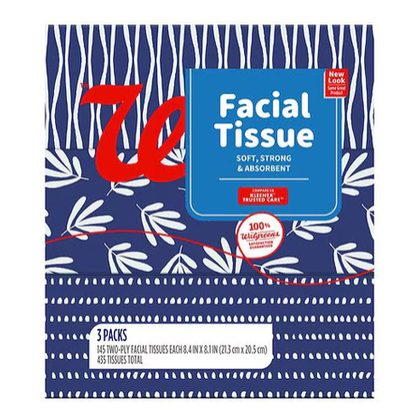 W
New
Look
Same Great
Product
Facial
Tissue
SOFT, STRONG
& ABSORBENT
COMPARE TO
KLEENEX®
TRUSTED CARE™
100%
Walgreens
SATISFACTION
GUARANTEED
3 PACKS
145 TWO-PLY FACIAL TISSUES EACH 8.4 IN X 8.1 IN (21.3 cm x 20.5 cm)
435 TISSUES TOTAL